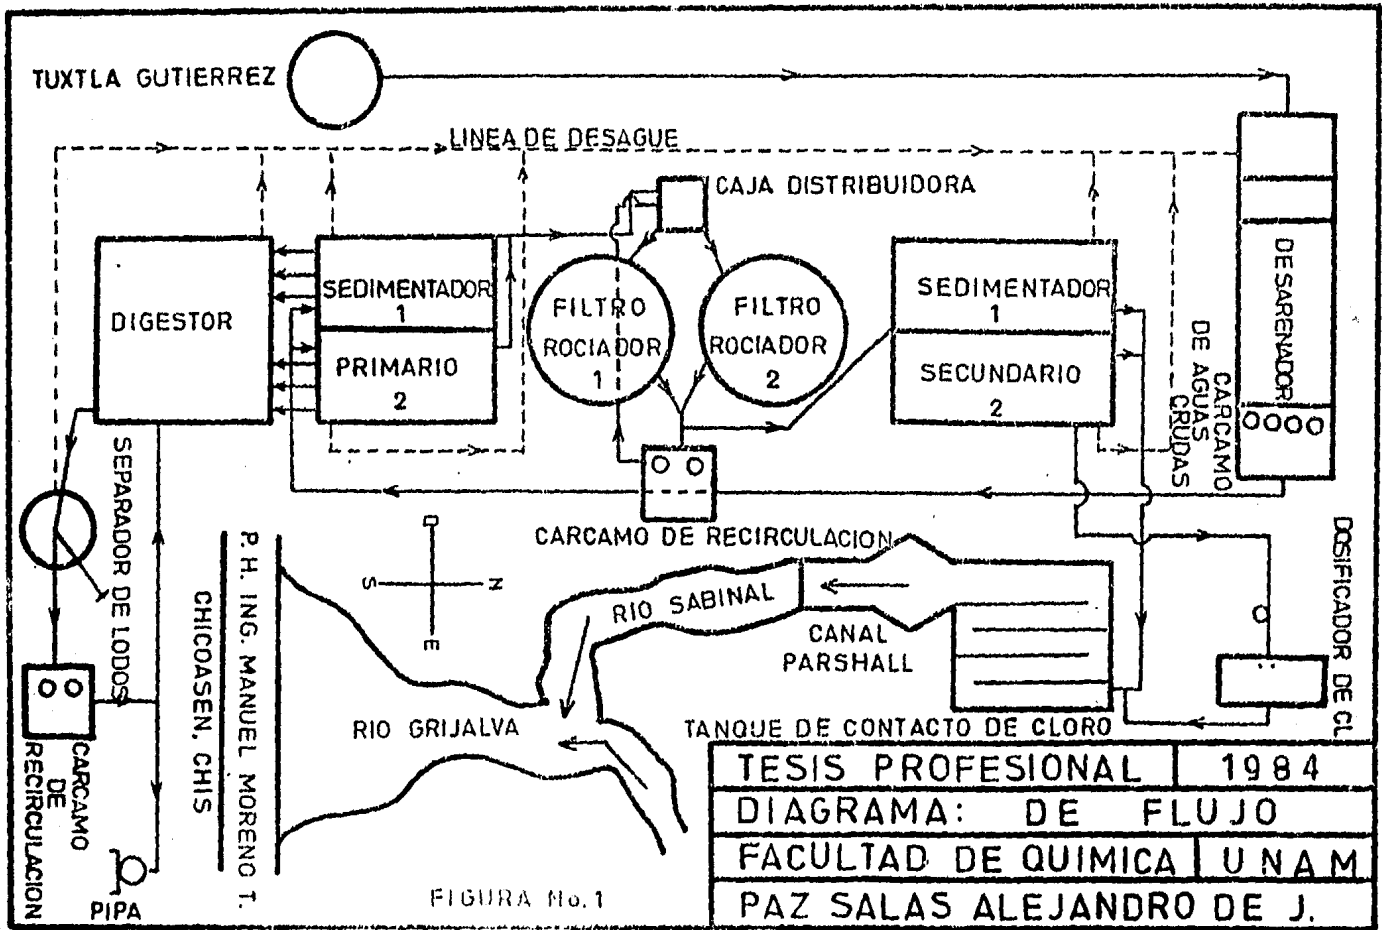 TUXTLA GUTIERREZ
LINEA DE DESAGUE
CAJA DISTRIBUIDORA
DIGESTOR
SEDIMENTADOR
1
PRIMARIO
2
FILTRO
ROCIADOR
1
FILTRO
ROCIADOR
2
SEDIMENTADOR
1
SECUNDARIO
2
DESARENADOR
CARCAMO
DE AGUAS
CRUDAS
SEPARADOR DE LODOS
CARCAMO DE RECIRCULACION
O
S
N
E
RIO SABINAL
CANAL
PARSHALL
DOSIFICADOR DE CL
P. H. ING. MANUEL MORENO T.
CHICOASEN, CHIS
RIO GRIJALVA
TANQUE DE CONTACTO DE CLORO
CARCAMO
DE
RECIRCULACION
PIPA
FIGURA No. 1
TESIS PROFESIONAL 1984
DIAGRAMA: DE FLUJO
FACULTAD DE QUIMICA UNAM
PAZ SALAS ALEJANDRO DE J.